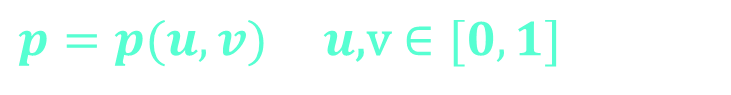 p = p(u, v) u,v ∈ [0, 1]